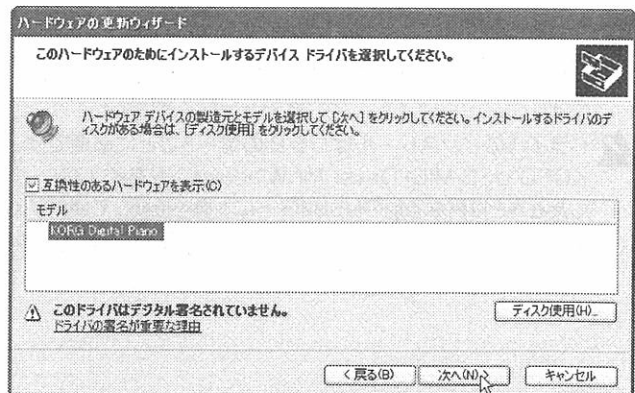 ハードウェアの更新ウィザード
このハードウェアのためにインストールするデバイス ドライバを選択してください。
ハードウェア デバイスの製造元とモデルを選択して [次へ] をクリックしてください。インストールするドライバのデ
ィスクがある場合は、[ディスク使用] をクリックしてください。
互換性のあるハードウェアを表示(C)
モデル
KORG Digital Piano
このドライバはデジタル署名されていません。
ディスク使用(H)...
ドライバの署名が重要な理由
< 戻る(B)
次へ(N) >
キャンセル